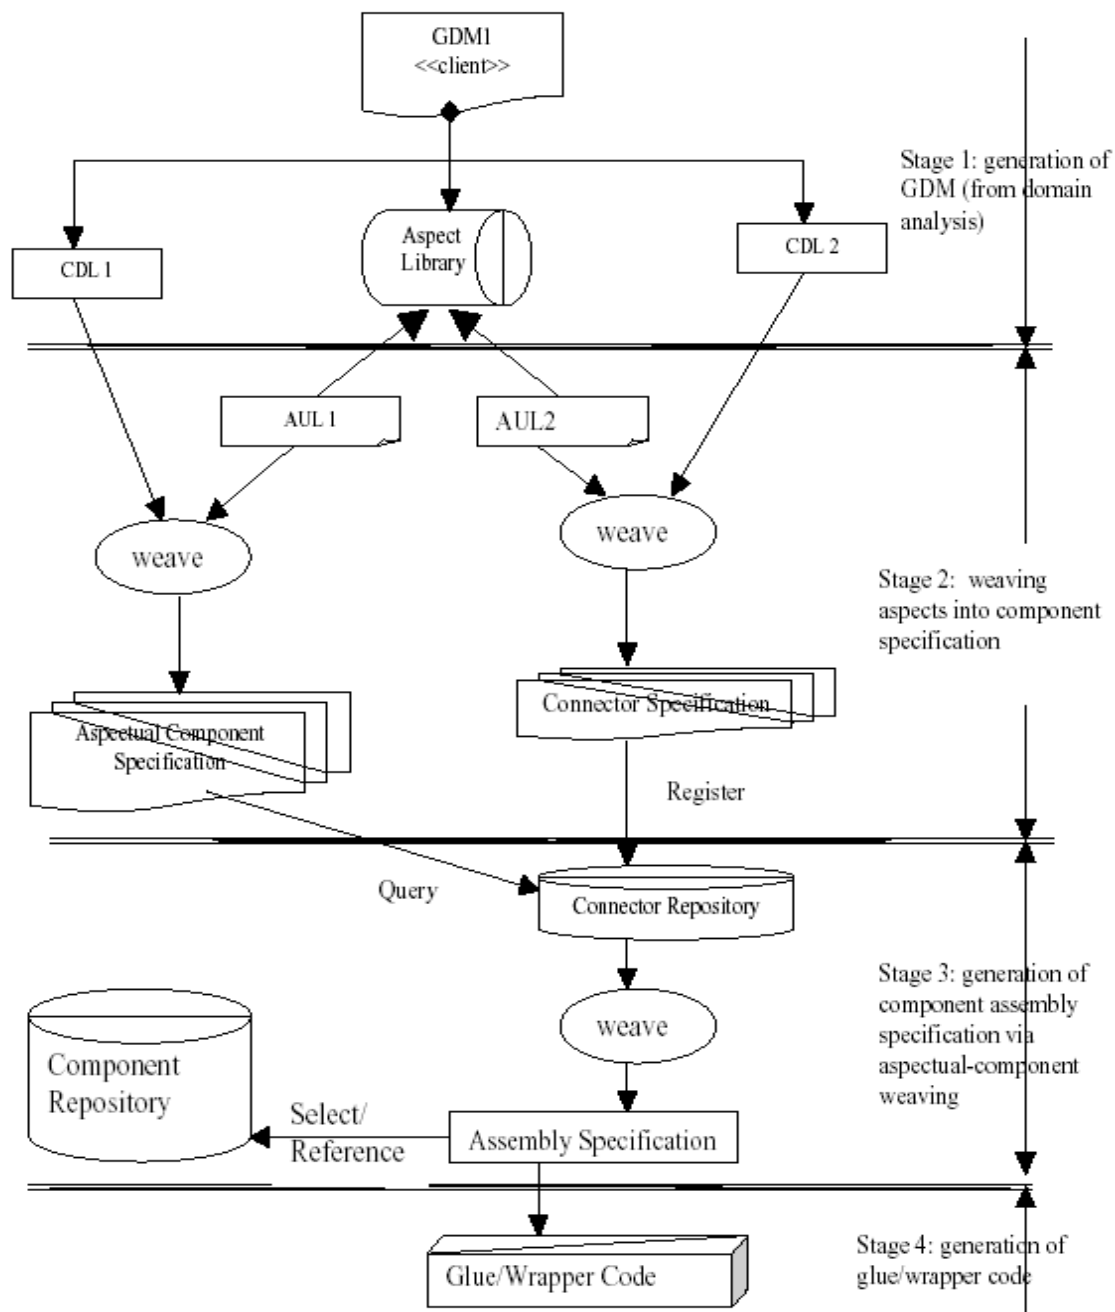 GDM1
<<client>>
Stage 1: generation of
GDM (from domain
analysis)
Aspect
Library
CDL 1
CDL 2
AUL 1
AUL2
weave
weave
Stage 2:  weaving
aspects into component
specification
Connector Specification
Aspectual Component
Specification
Register
Query
Connector Repository
Stage 3: generation of
component assembly
specification via
aspectual-component
weaving
weave
Component
Repository
Select/
Reference
Assembly Specification
Stage 4: generation of
glue/wrapper code
Glue/Wrapper Code